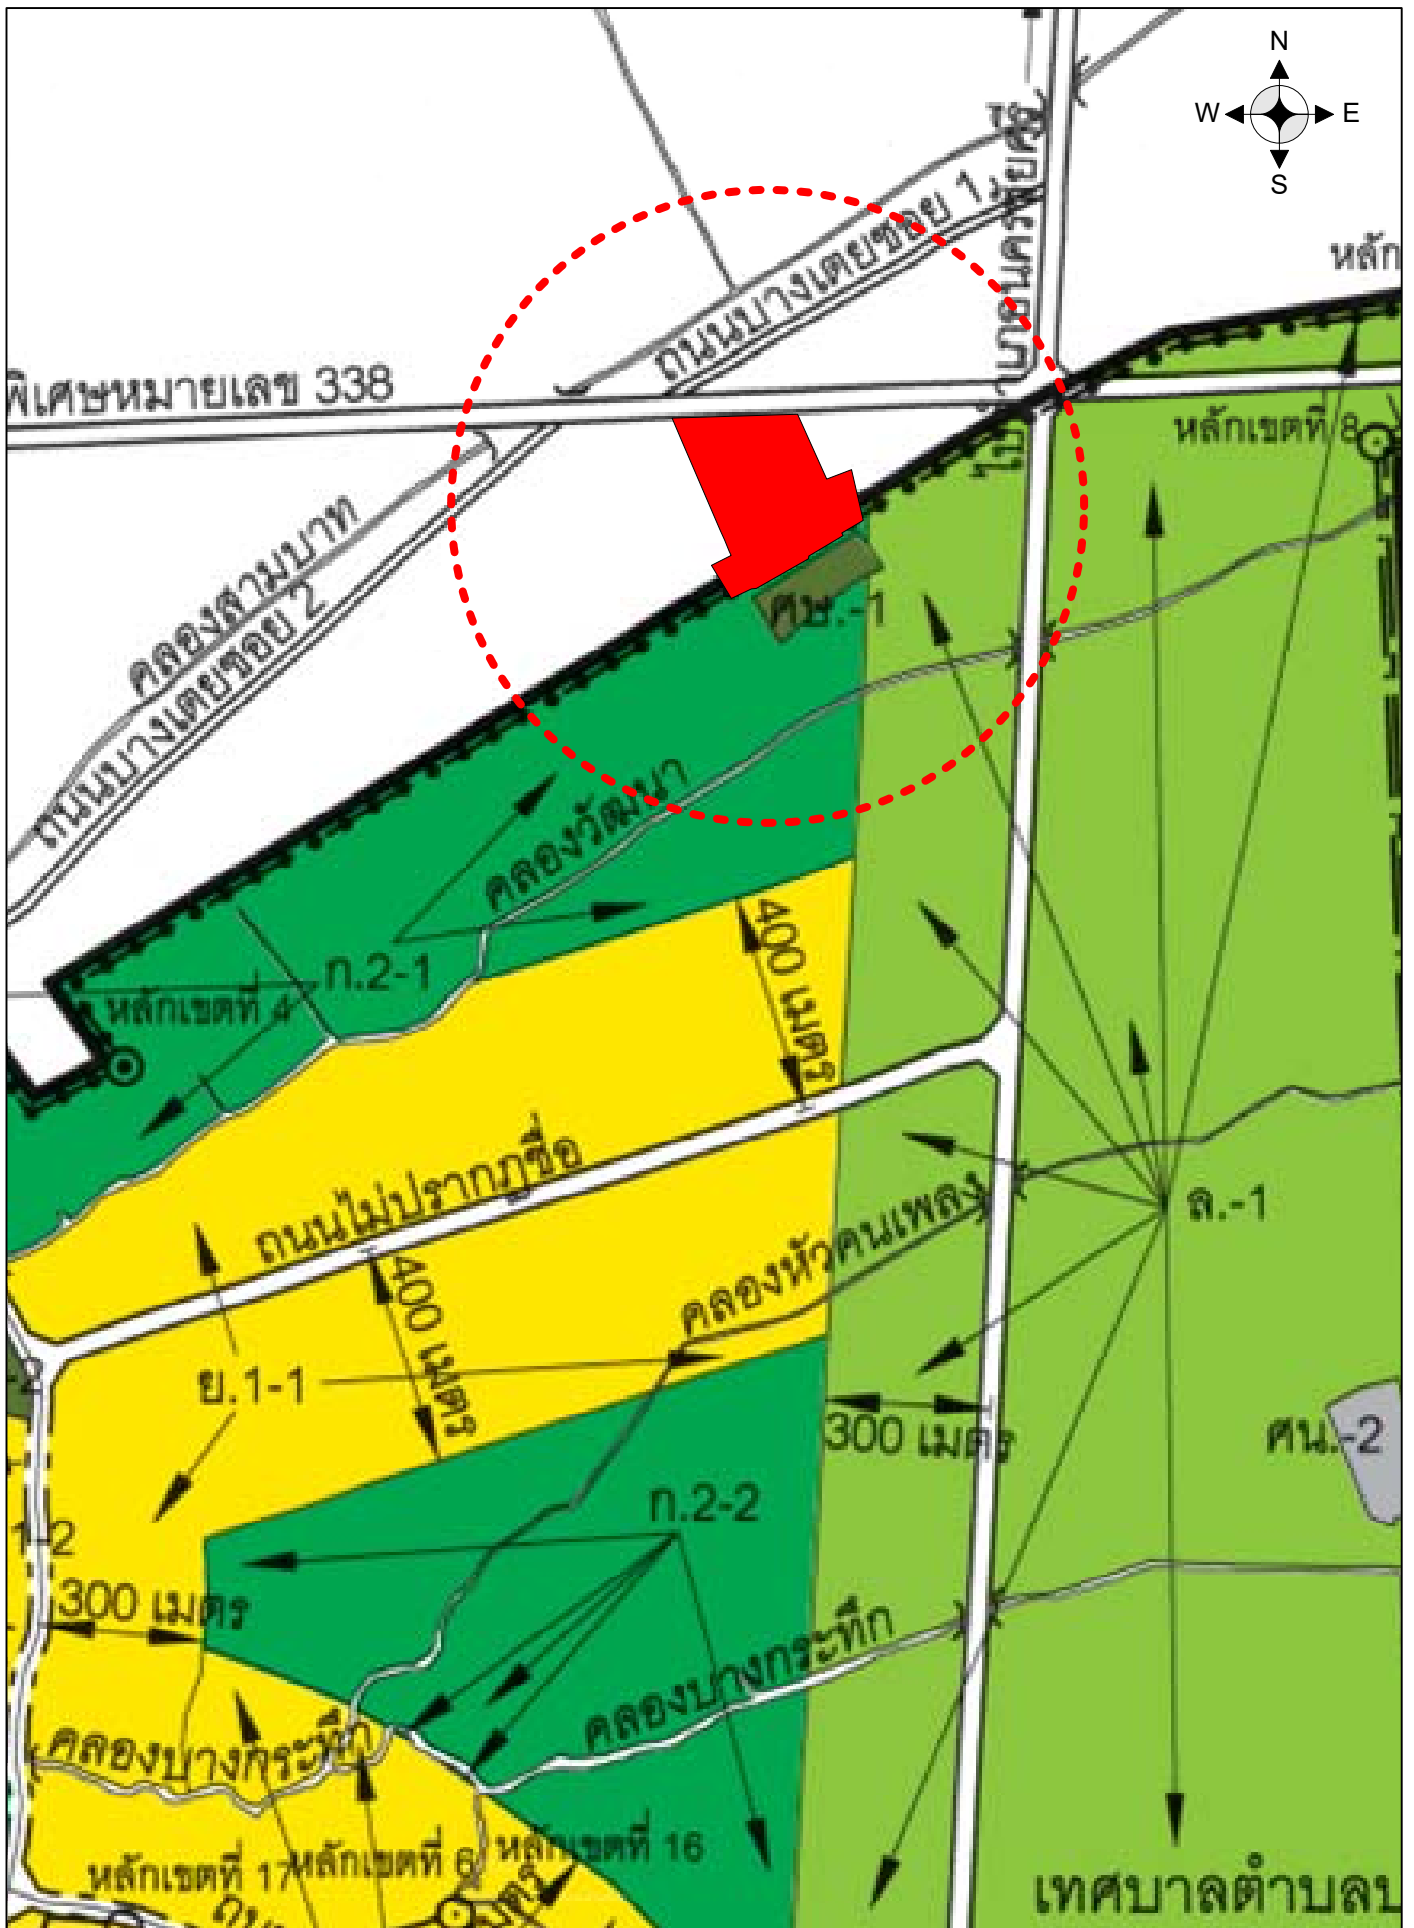 N
W E
S
ถนนบางเตยซอย 1
หลัก
พิเศษหมายเลข 338
หลักเขตที่ 8
คลองสามบาท
ถนนบางเตยซอย 2
ศษ.-1
คลองวัฒนา
400 เมตร
ก.2-1
หลักเขตที่ 4
ถนนไม่ปรากฎชื่อ
คลองหัวคนเพลง
ล.-1
400 เมตร
ย.1-1
300 เมตร
ศน.-2
ก.2-2
1-2
300 เมตร
คลองบางกระทึก
คลองบางกระทึก
หลักเขตที่ 17
หลักเขตที่ 6
หลักเขตที่ 16
เทศบาลตำบลบ